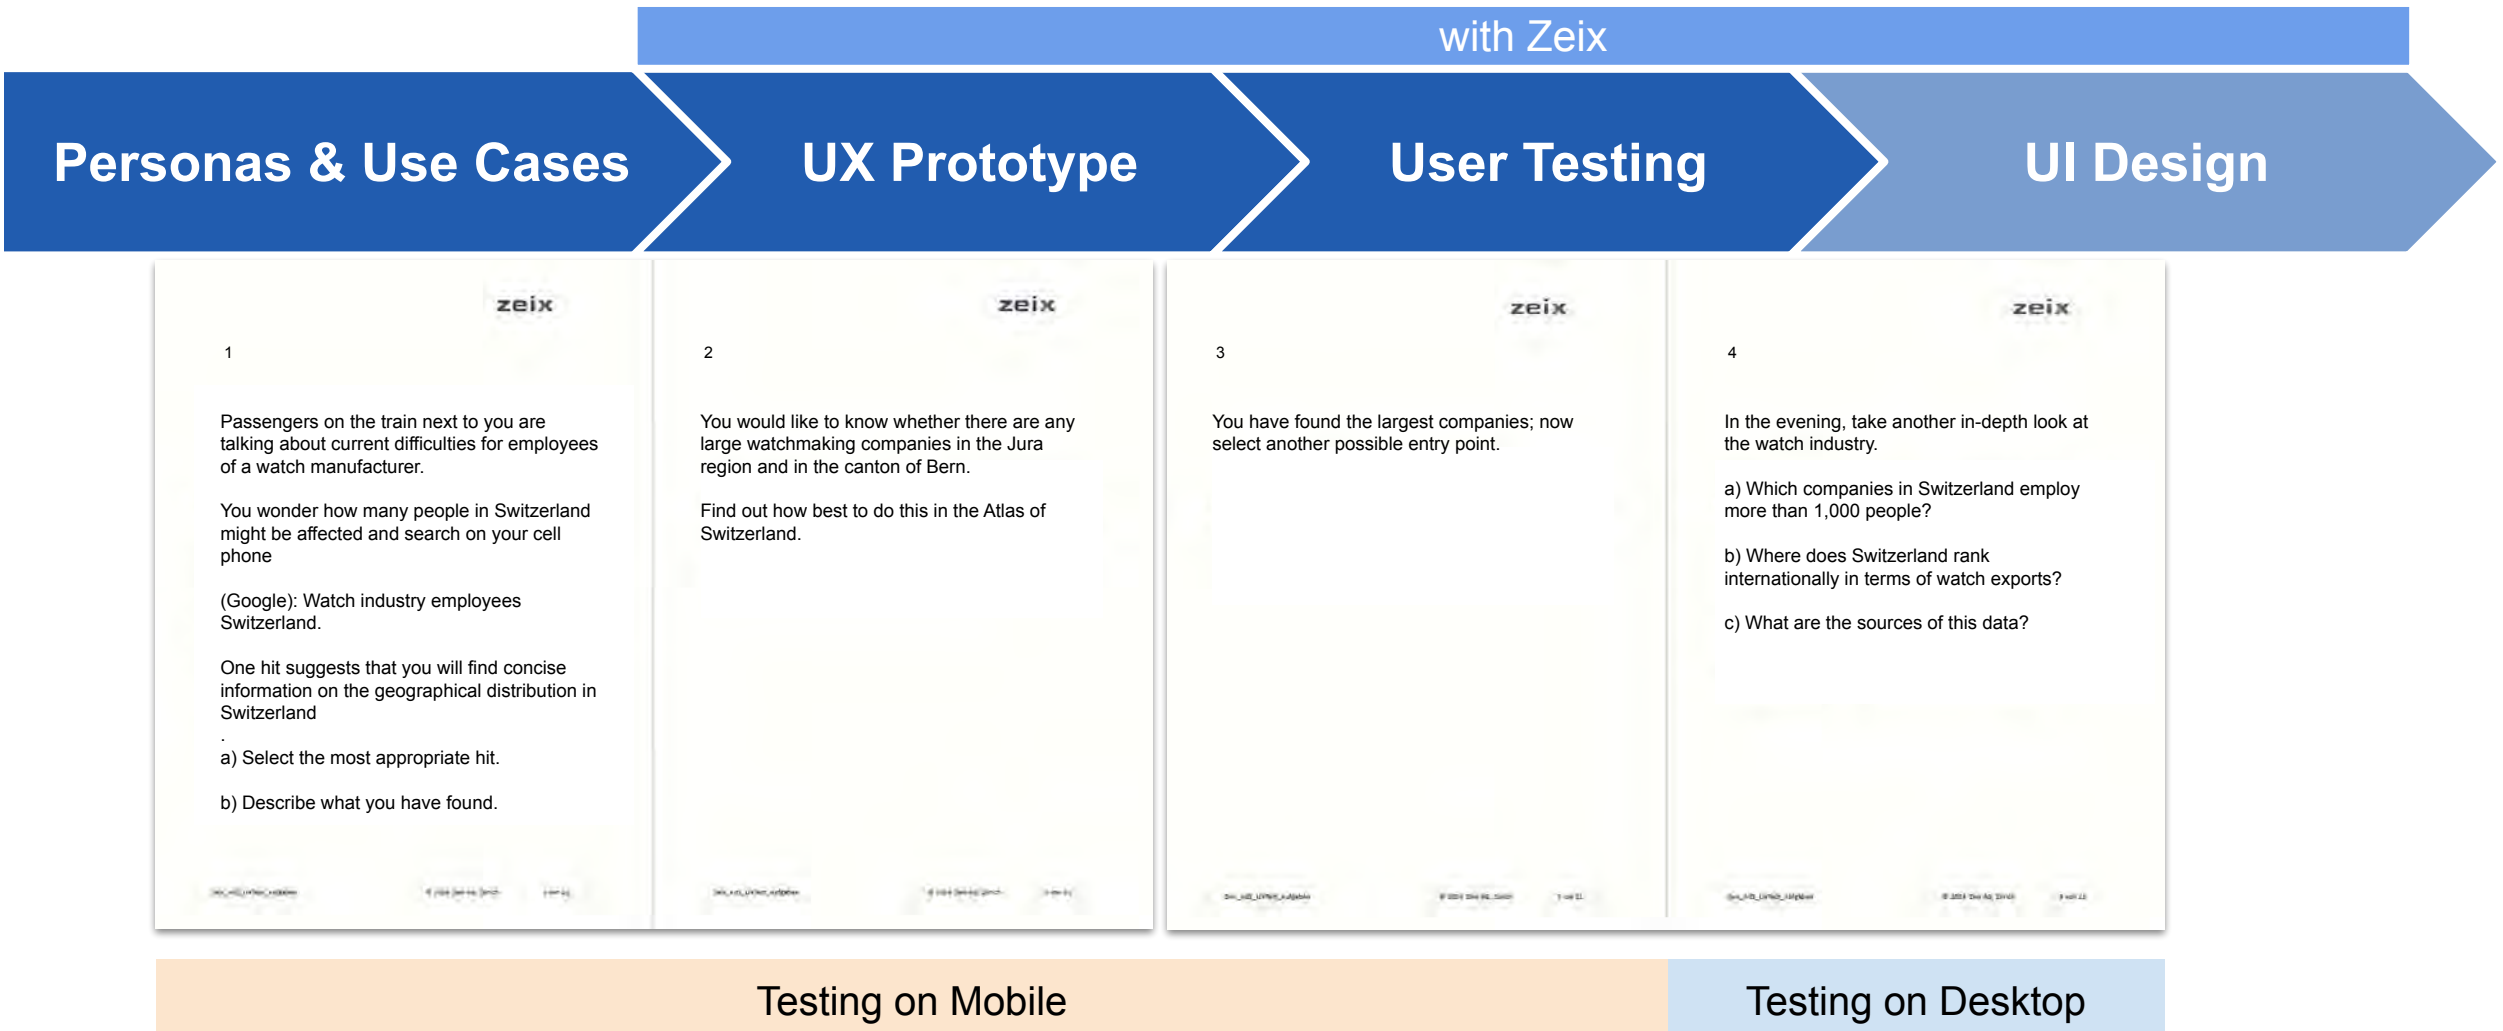 with Zeix
Personas & Use Cases
UX Prototype
User Testing
UI Design
zeix
1
Passengers on the train next to you are
talking about current difficulties for employees
of a watch manufacturer.
You wonder how many people in Switzerland
might be affected and search on your cell
phone
(Google): Watch industry employees
Switzerland.
One hit suggests that you will find concise
information on the geographical distribution in
Switzerland
.
a) Select the most appropriate hit.
b) Describe what you have found.
zeix
2
You would like to know whether there are any
large watchmaking companies in the Jura
region and in the canton of Bern.
Find out how best to do this in the Atlas of
Switzerland.
zeix
3
You have found the largest companies; now
select another possible entry point.
zeix
4
In the evening, take another in-depth look at
the watch industry.
a) Which companies in Switzerland employ
more than 1,000 people?
b) Where does Switzerland rank
internationally in terms of watch exports?
c) What are the sources of this data?
Testing on Mobile
Testing on Desktop